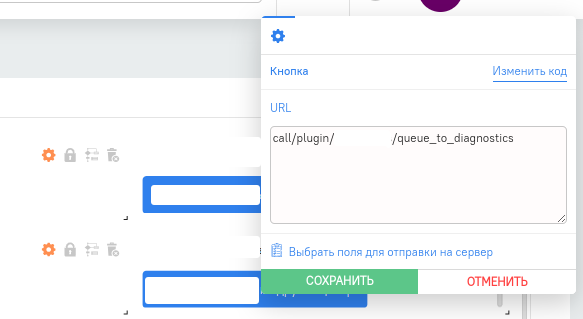 Кнопка
Изменить код
URL
call/plugin/ /queue_to_diagnostics
Выбрать поля для отправки на сервер
СОХРАНИТЬ
ОТМЕНИТЬ